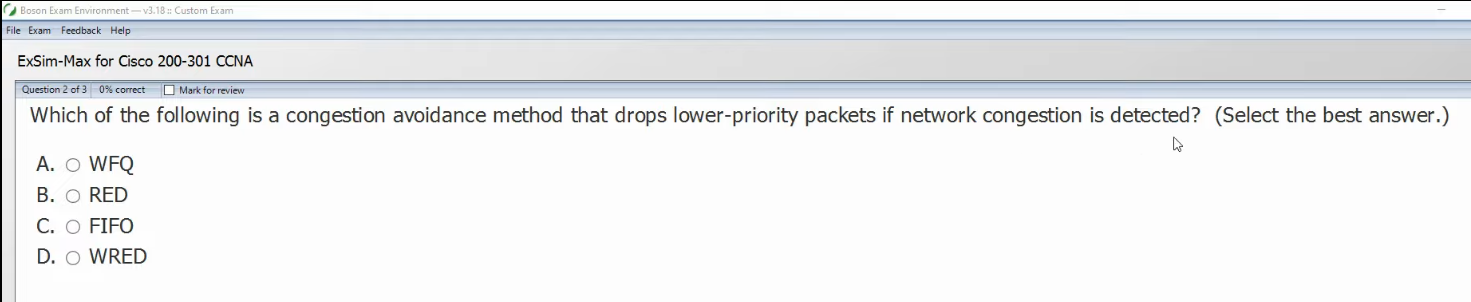 Boson Exam Environment — v3.18 :: Custom Exam
File Exam Feedback Help
ExSim-Max for Cisco 200-301 CCNA
Question 2 of 3 0% correct Mark for review
Which of the following is a congestion avoidance method that drops lower-priority packets if network congestion is detected? (Select the best answer.)
A. WFQ
B. RED
C. FIFO
D. WRED